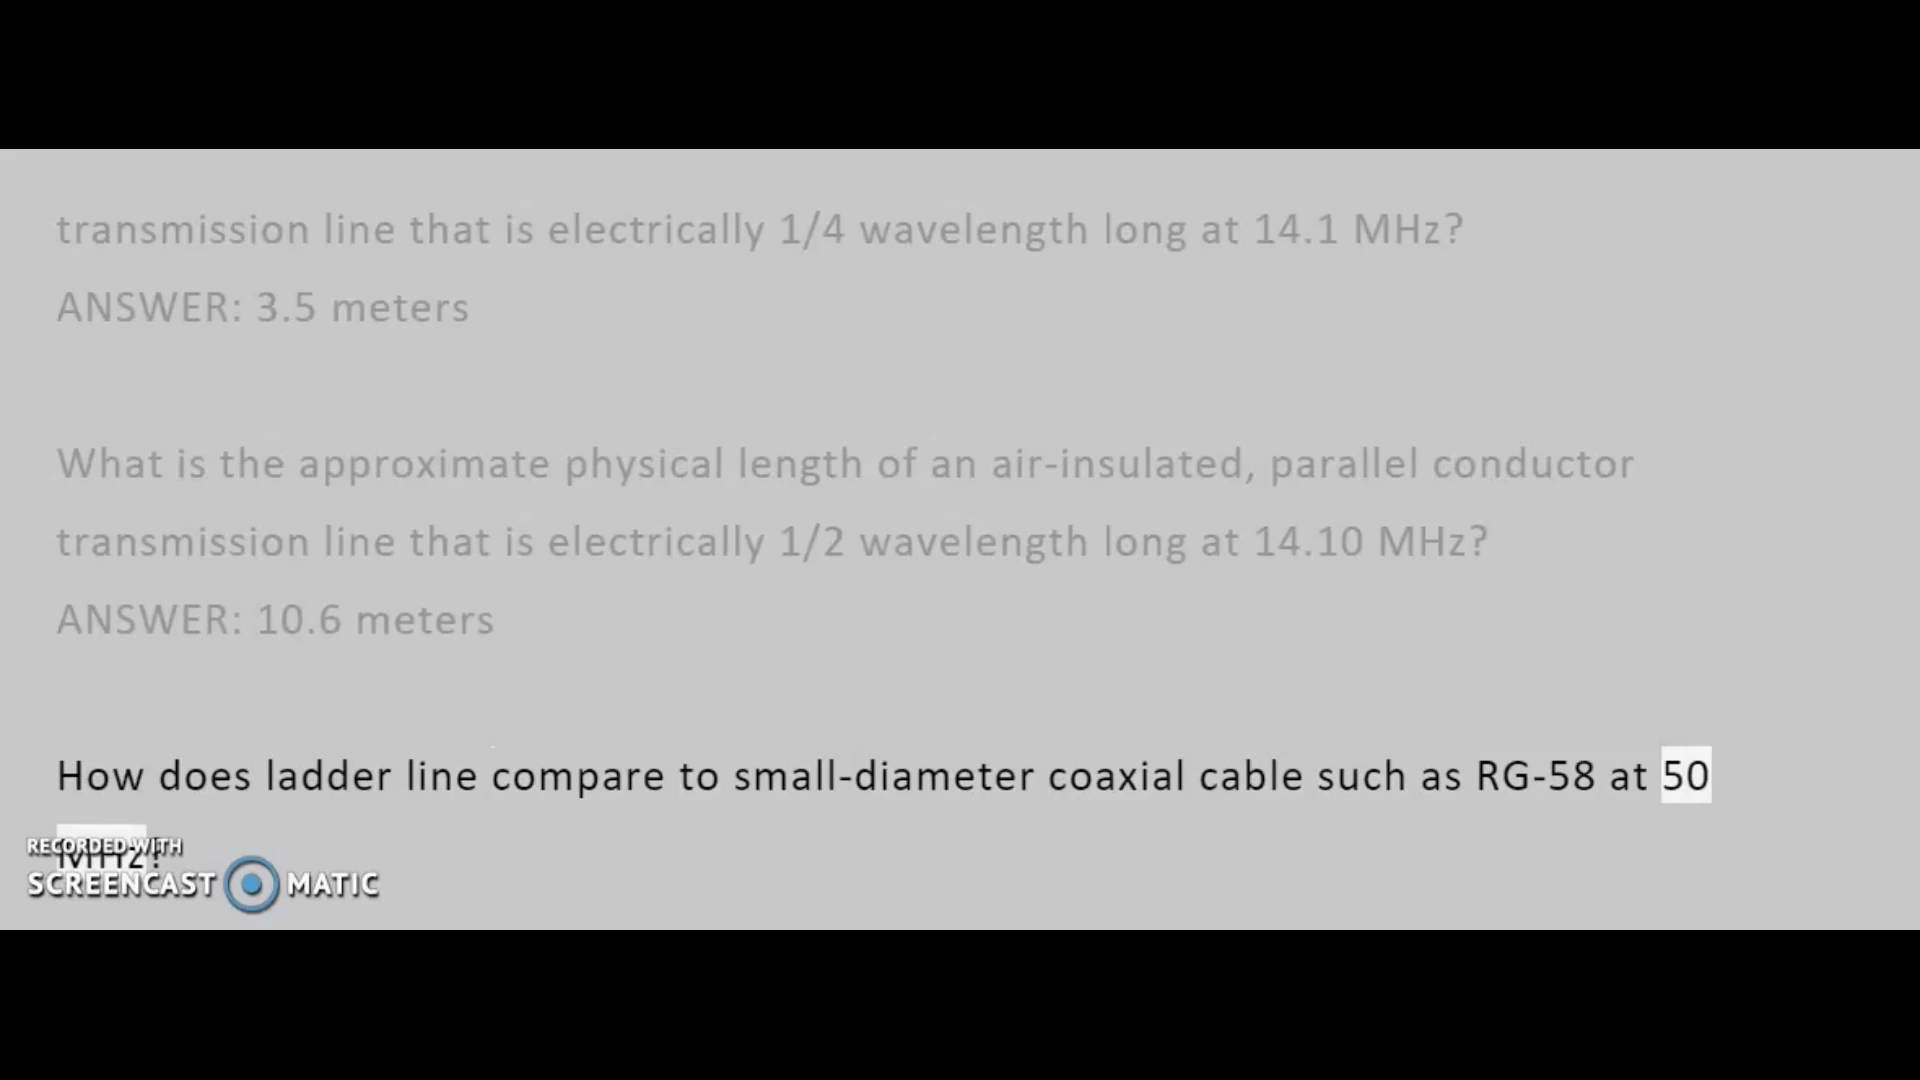 transmission line that is electrically 1/4 wavelength long at 14.1 MHz?
ANSWER: 3.5 meters
What is the approximate physical length of an air-insulated, parallel conductor
transmission line that is electrically 1/2 wavelength long at 14.10 MHz?
ANSWER: 10.6 meters
How does ladder line compare to small-diameter coaxial cable such as RG-58 at 50
MHz?
RECORDED WITH
SCREENCAST MATIC